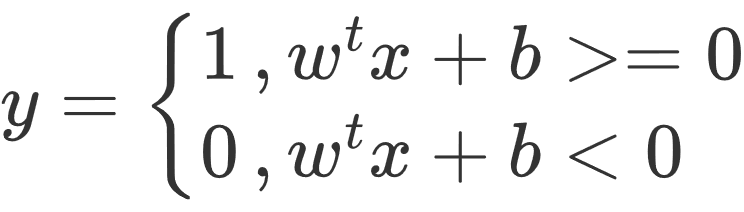 y = { 1 , w^t x + b >= 0
0 , w^t x + b < 0